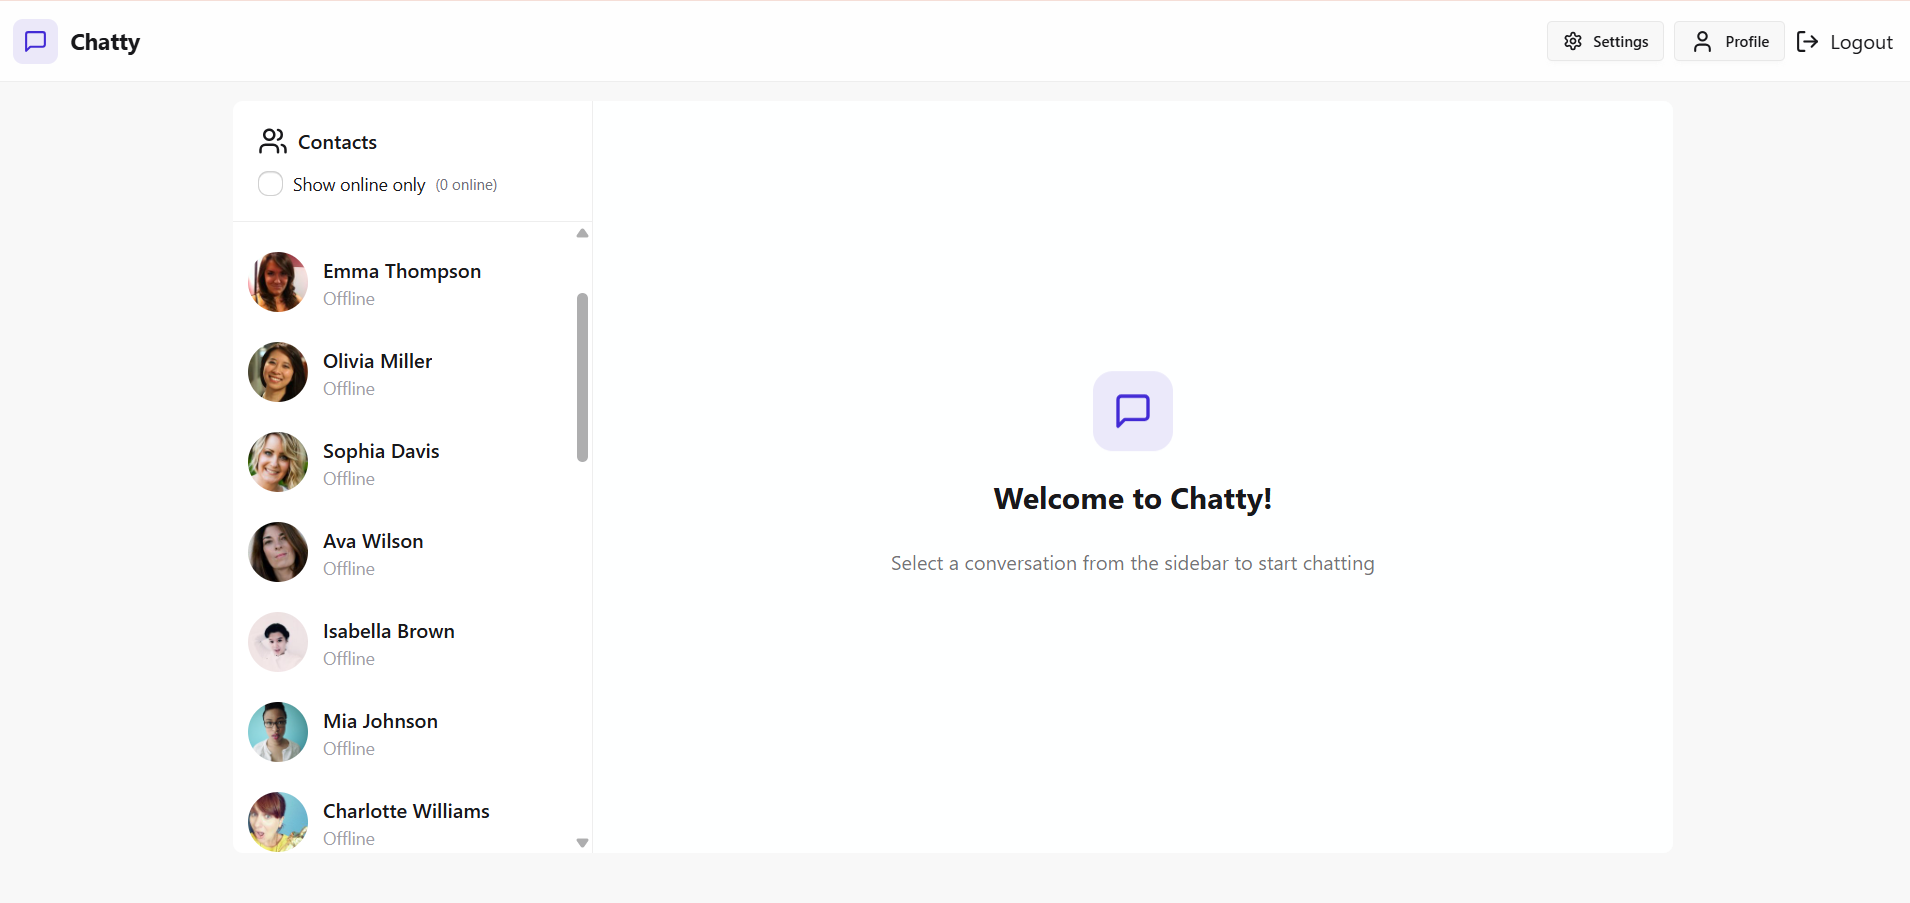 Chatty
Settings
Profile
Logout
Contacts
Show online only (0 online)
Emma Thompson
Offline
Olivia Miller
Offline
Sophia Davis
Offline
Ava Wilson
Offline
Isabella Brown
Offline
Mia Johnson
Offline
Charlotte Williams
Offline
Welcome to Chatty!
Select a conversation from the sidebar to start chatting